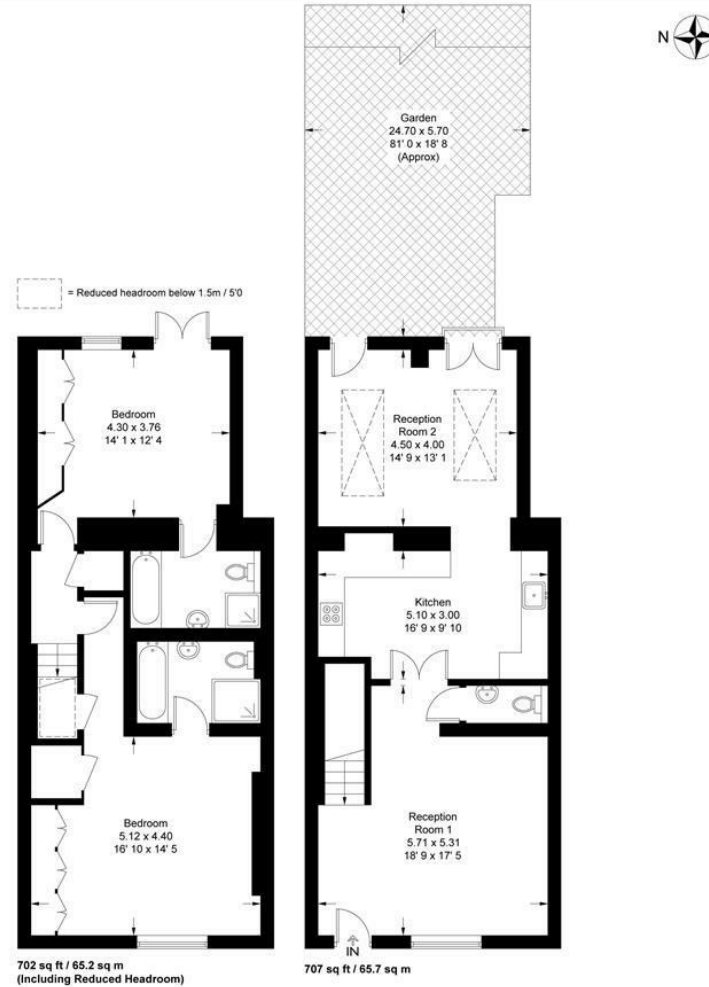 N
Garden
24.70 x 5.70
81' 0 x 18' 8
(Approx)
= Reduced headroom below 1.5m / 5'0
Bedroom
4.30 x 3.76
14' 1 x 12' 4
Reception
Room 2
4.50 x 4.00
14' 9 x 13' 1
Kitchen
5.10 x 3.00
16' 9 x 9' 10
Bedroom
5.12 x 4.40
16' 10 x 14' 5
Reception
Room 1
5.71 x 5.31
18' 9 x 17' 5
IN
702 sq ft / 65.2 sq m
(Including Reduced Headroom)
707 sq ft / 65.7 sq m